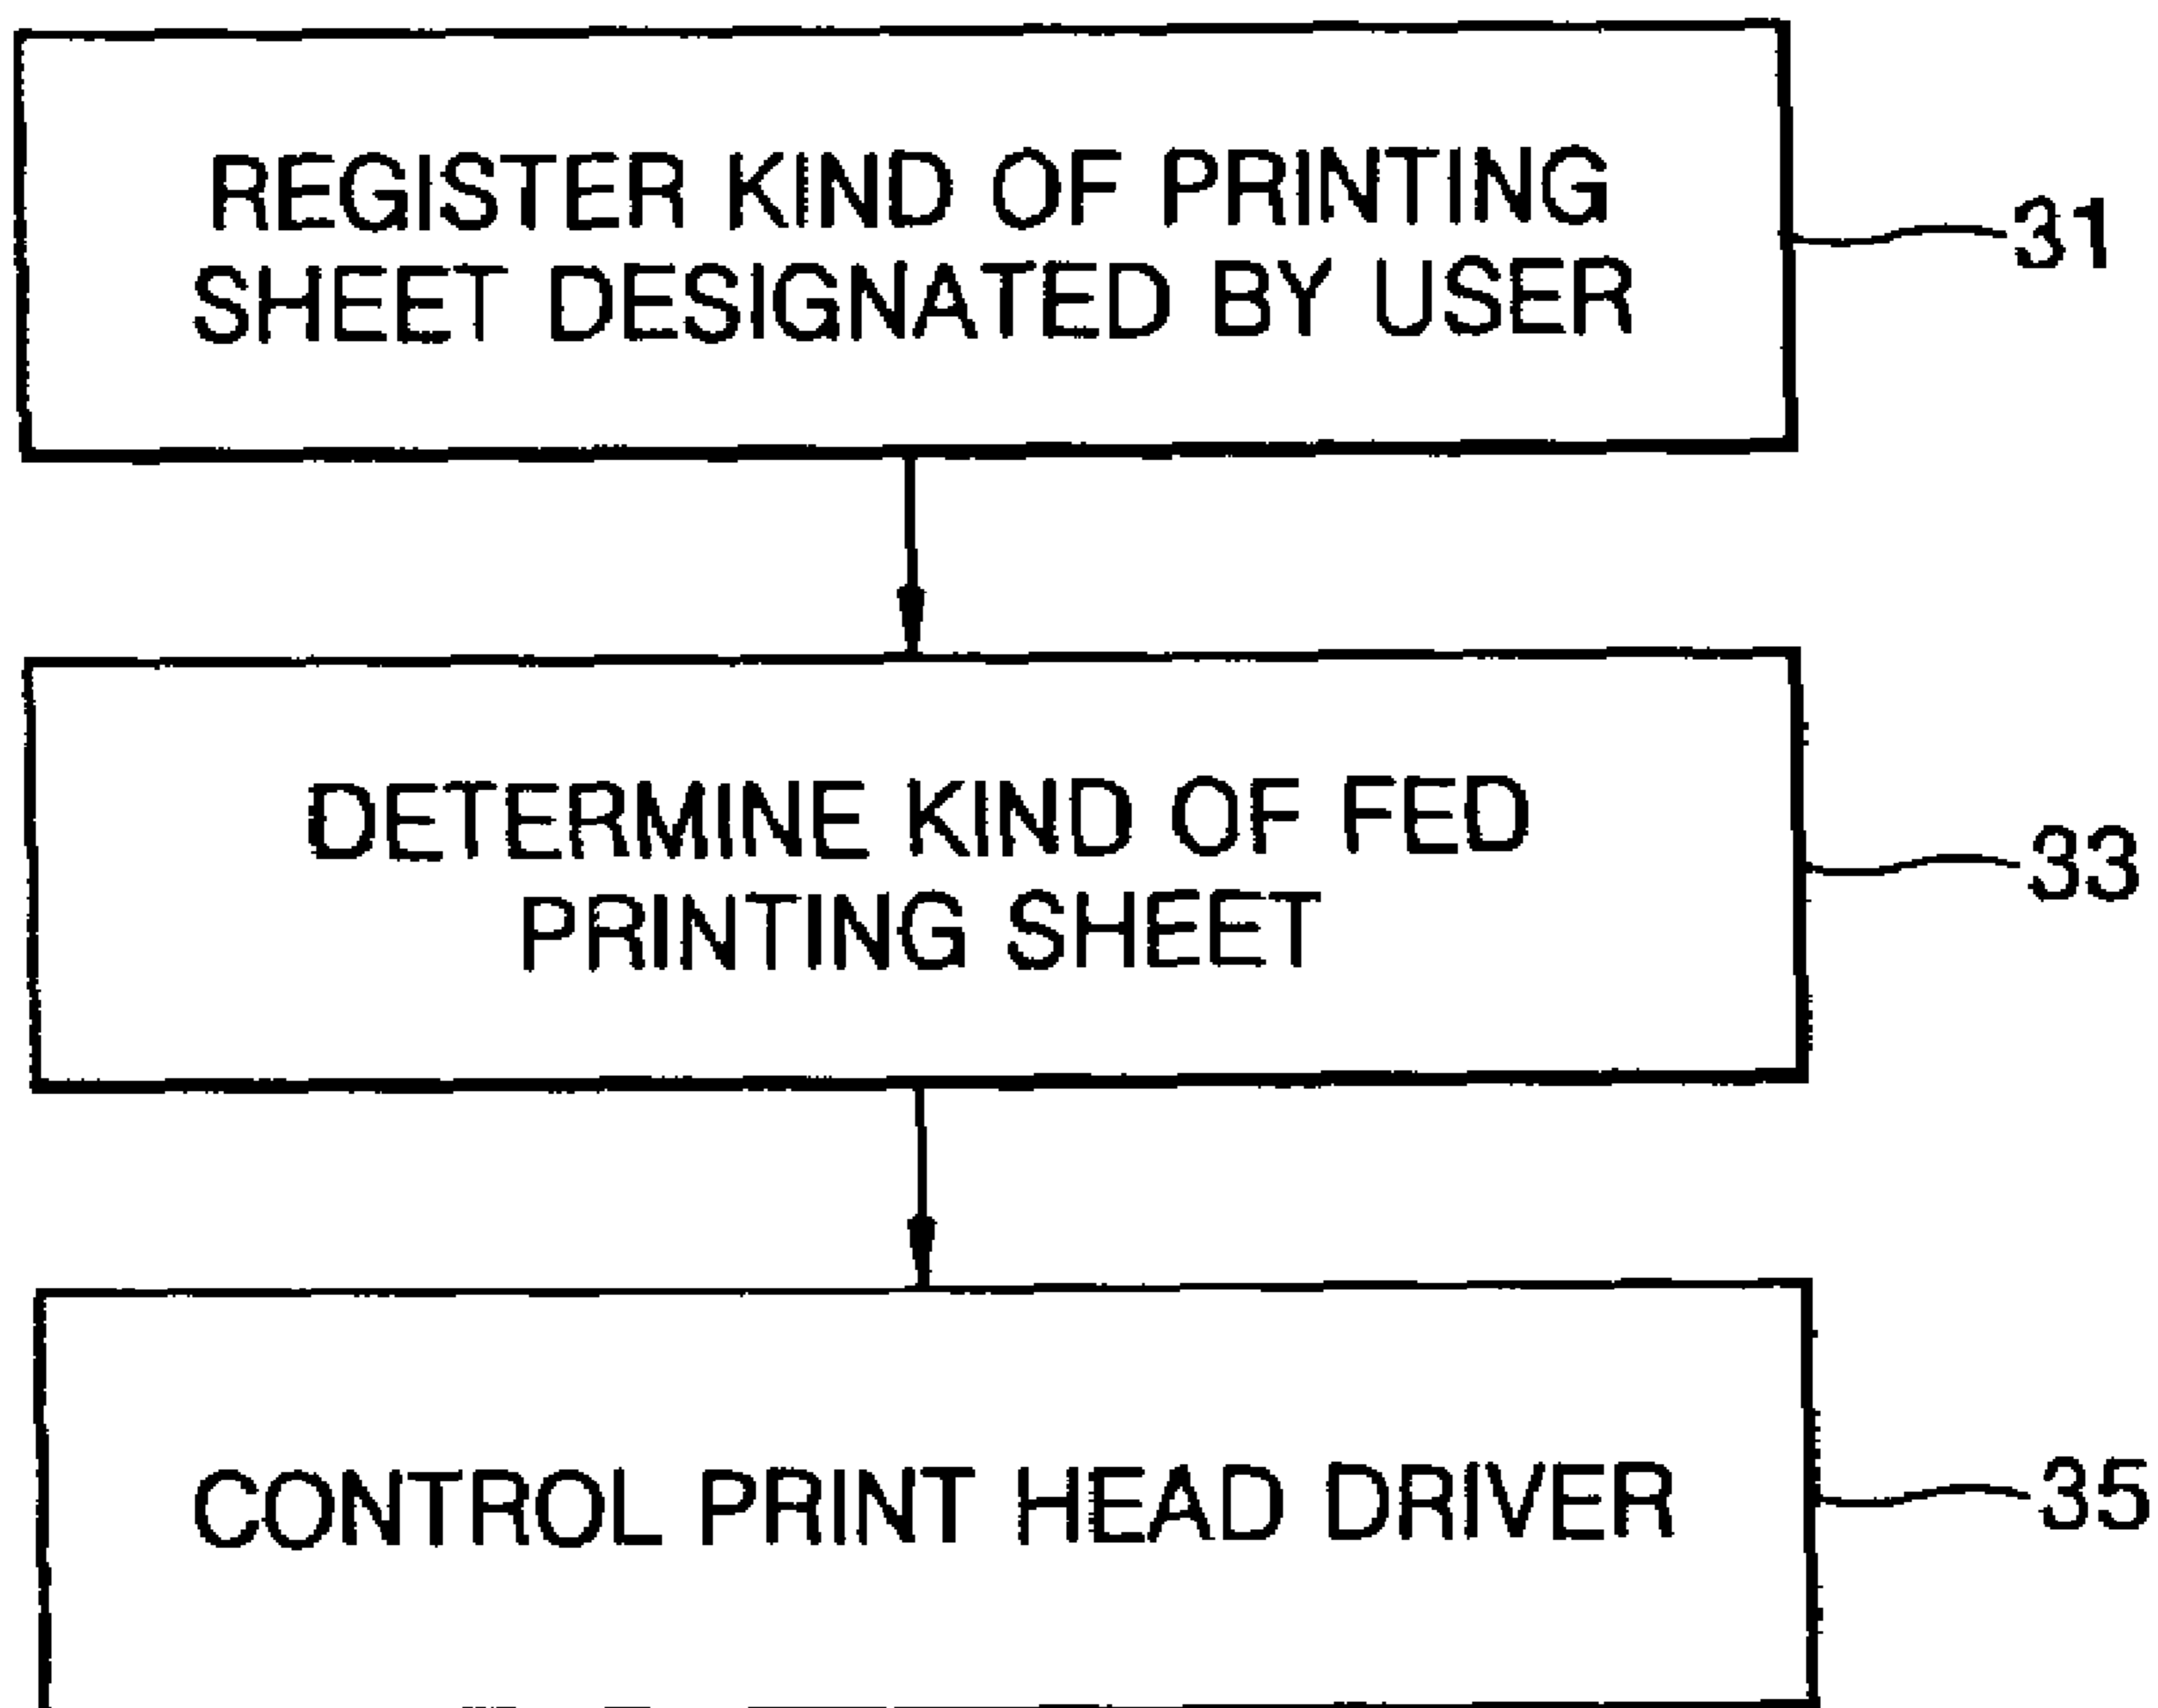 REGISTER KIND OF PRINTING
SHEET DESIGNATED BY USER
31
DETERMINE KIND OF FED
PRINTING SHEET
33
CONTROL PRINT HEAD DRIVER
35